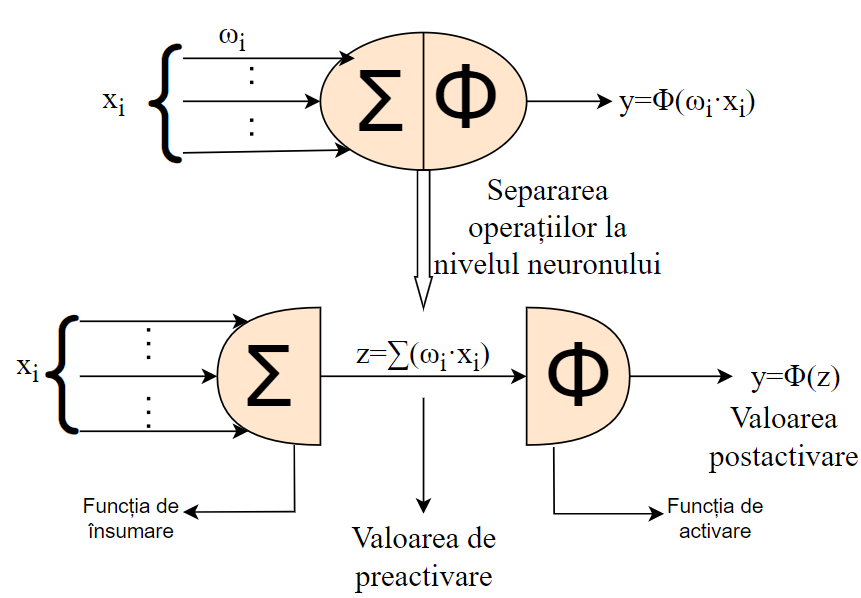 ωi
xi
:
:
Σ
Φ
y=Φ(ωi·xi)
Separarea
operațiilor la
nivelul neuronului
xi
:
:
Σ
z=∑(ωi·xi)
Φ
y=Φ(z)
Valoarea
postactivare
Funcția de
însumare
Valoarea de
preactivare
Funcția de
activare